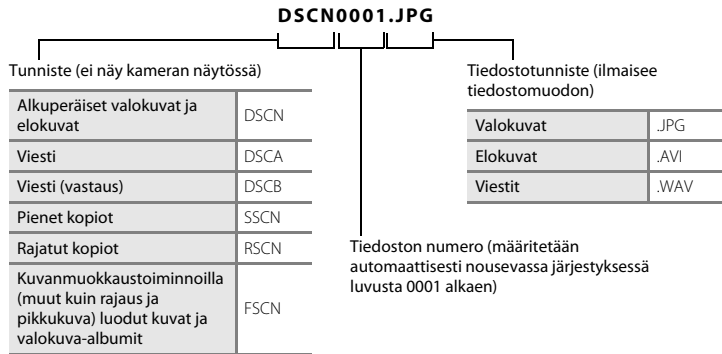 DSCN0001.JPG
Tunniste (ei näy kameran näytössä)
Alkuperäiset valokuvat ja
elokuvat
DSCN
Viesti
DSCA
Viesti (vastaus)
DSCB
Pienet kopiot
SSCN
Rajatut kopiot
RSCN
Kuvanmuokkaustoiminnoilla
(muut kuin rajaus ja
pikkukuva) luodut kuvat ja
valokuva-albumit
FSCN
Tiedostotunniste (ilmaisee
tiedostomuodon)
Valokuvat
.JPG
Elokuvat
.AVI
Viestit
.WAV
Tiedoston numero (määritetään
automaattisesti nousevassa järjestyksessä
luvusta 0001 alkaen)